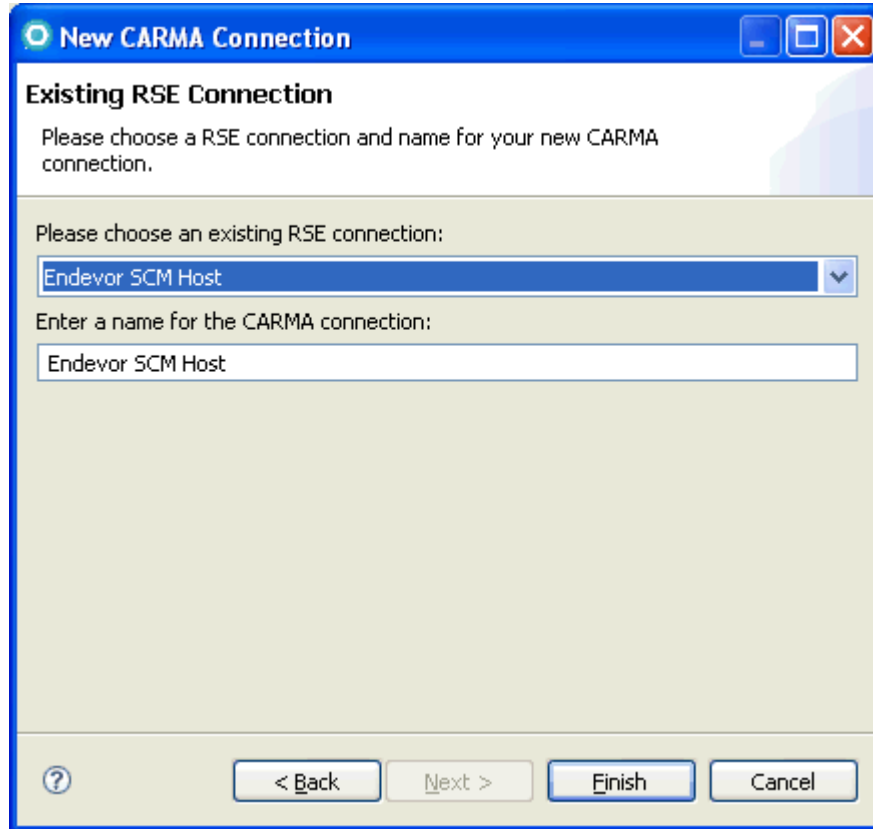 New CARMA Connection
Existing RSE Connection
Please choose a RSE connection and name for your new CARMA
connection.
Please choose an existing RSE connection:
Endevor SCM Host
Enter a name for the CARMA connection:
Endevor SCM Host
? < Back Next > Finish Cancel